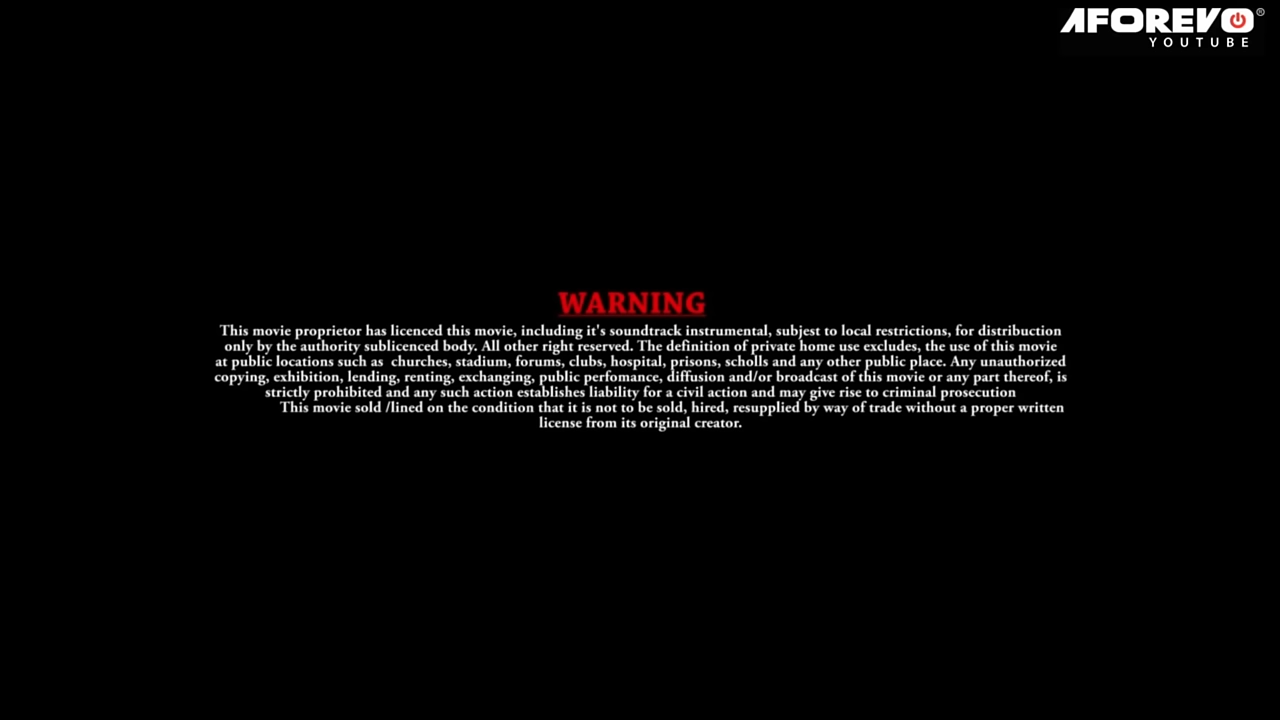 AFOREVO®
YOUTUBE
WARNING
This movie proprietor has licenced this movie, including it's soundtrack instrumental, subjest to local restrictions, for distribuction
only by the authority sublicenced body. All other right reserved. The definition of private home use excludes, the use of this movie
at public locations such as churches, stadium, forums, clubs, hospital, prisons, scholls and any other public place. Any unauthorized
copying, exhibition, lending, renting, exchanging, public perfomance, diffusion and/or broadcast of this movie or any part thereof, is
strictly prohibited and any such action establishes liability for a civil action and may give rise to criminal prosecution
This movie sold /lined on the condition that it is not to be sold, hired, resupplied by way of trade without a proper written
license from its original creator.